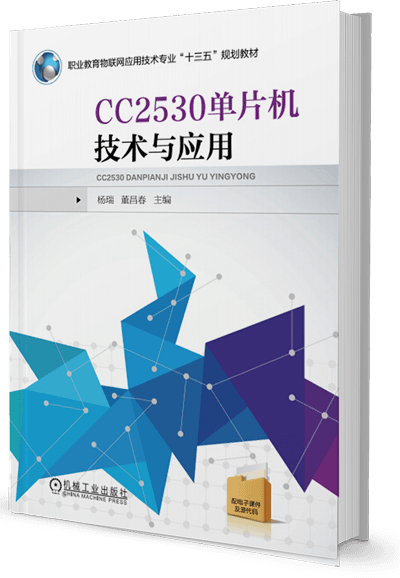 职业教育物联网应用技术专业“十三五”规划教材
CC2530单片机
技术与应用
CC2530 DANPIANJI JISHU YU YINGYONG
杨瑞 董昌春 主编
机械工业出版社
CHINA MACHINE PRESS
配电子课件
及源代码